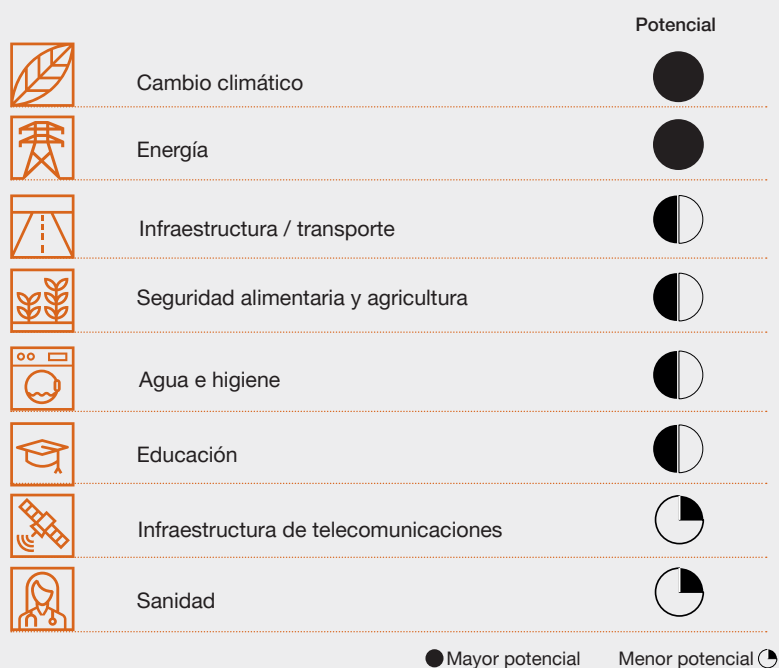 Potencial
Cambio climático
Energía
Infraestructura / transporte
Seguridad alimentaria y agricultura
Agua e higiene
Educación
Infraestructura de telecomunicaciones
Sanidad
Mayor potencial Menor potencial